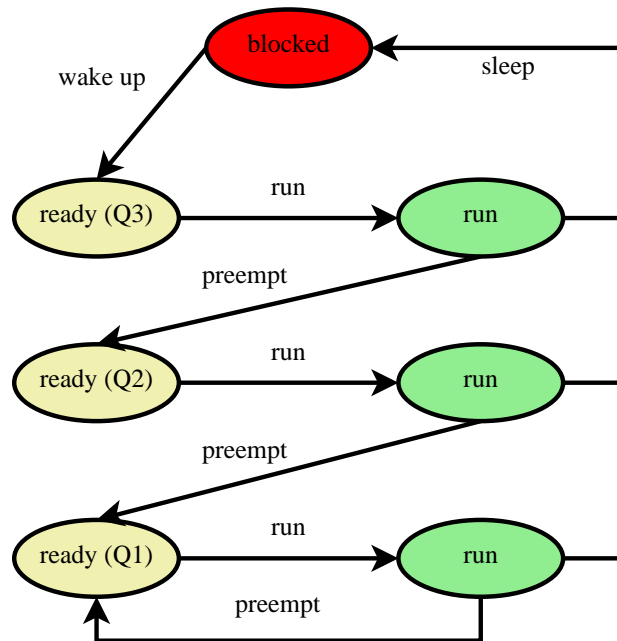 blocked
wake up
sleep
run
ready (Q3)
run
preempt
run
ready (Q2)
run
preempt
run
ready (Q1)
run
preempt